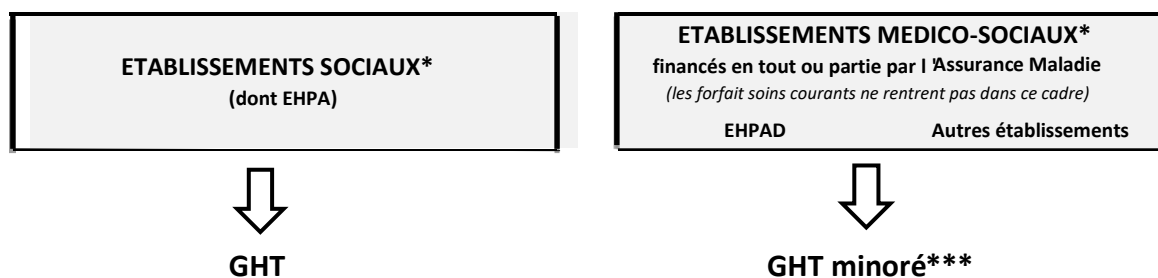 ETABLISSEMENTS SOCIAUX*
(dont EHPA)
GHT
ETABLISSEMENTS MEDICO-SOCIAUX*
financés en tout ou partie par l 'Assurance Maladie
(les forfait soins courants ne rentrent pas dans ce cadre)
EHPAD Autres établissements
GHT minoré***